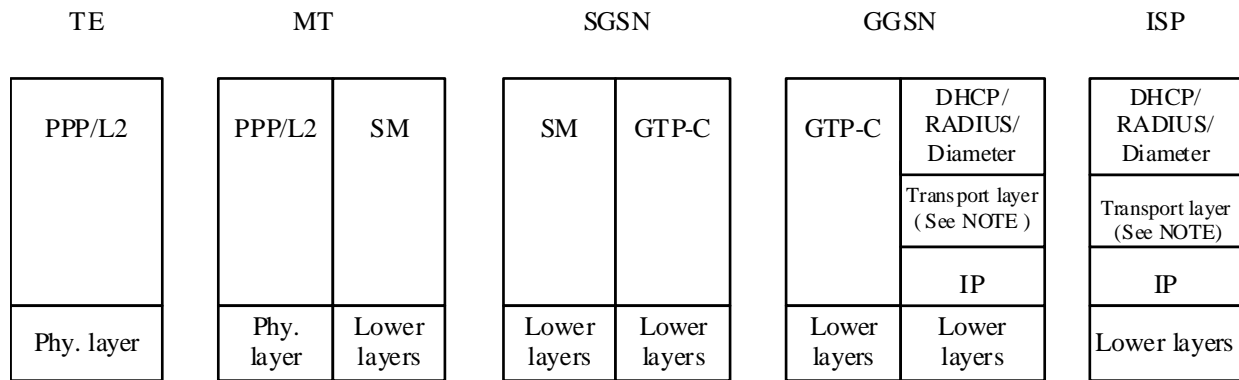 TE
MT
SGSN
GGSN
ISP
PPP/L2
PPP/L2
SM
SM
GTP-C
GTP-C
DHCP/
RADIUS/
Diameter
DHCP/
RADIUS/
Diameter
Transport layer
( See NOTE )
Transport layer
(See NOTE)
IP
IP
Phy. layer
Phy.
layer
Lower
layers
Lower
layers
Lower
layers
Lower
layers
Lower
layers
Lower layers